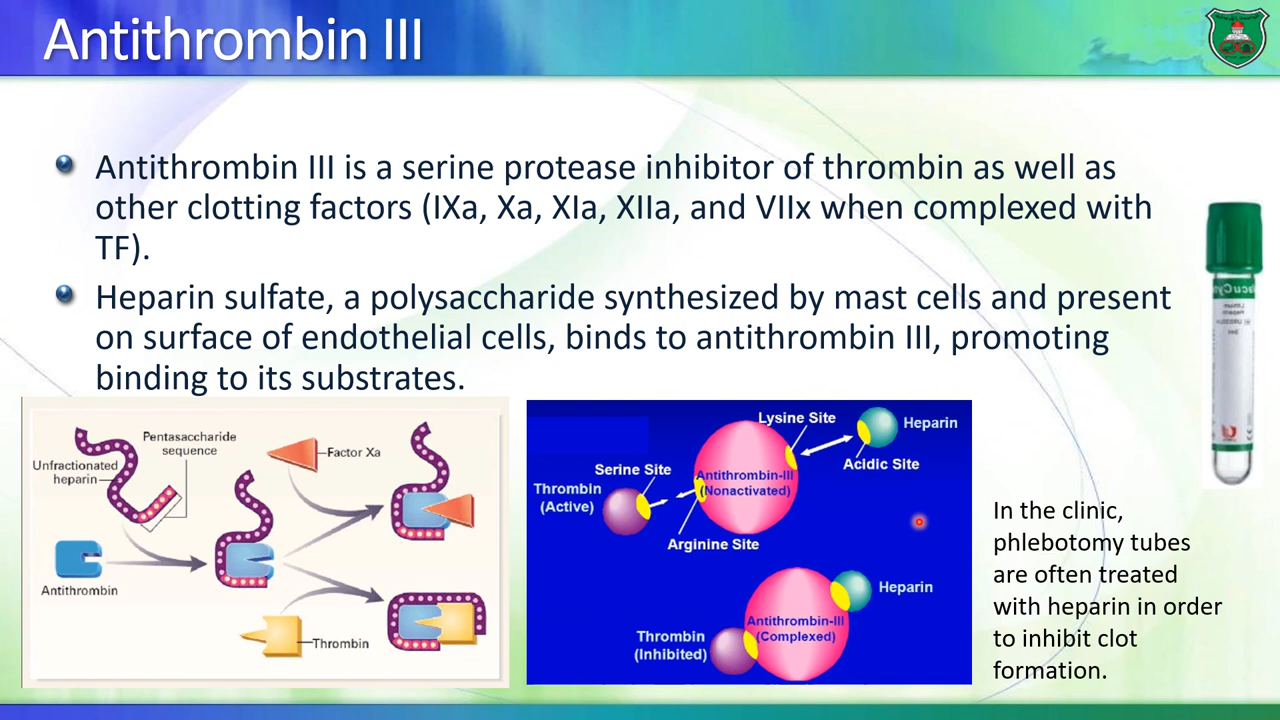 Antithrombin III
Antithrombin III is a serine protease inhibitor of thrombin as well as
other clotting factors (IXa, Xa, XIa, XIIa, and VIIx when complexed with
TF).
Heparin sulfate, a polysaccharide synthesized by mast cells and present
on surface of endothelial cells, binds to antithrombin III, promoting
binding to its substrates.
Pentasaccharide
sequence
Unfractionated
heparin
Factor Xa
Antithrombin
Thrombin
Lysine Site
Heparin
Acidic Site
Serine Site
Thrombin
(Active)
Antithrombin-III
(Nonactivated)
Arginine Site
Heparin
Antithrombin-III
(Complexed)
Thrombin
(Inhibited)
Lithium
Heparin
In the clinic,
phlebotomy tubes
are often treated
with heparin in order
to inhibit clot
formation.